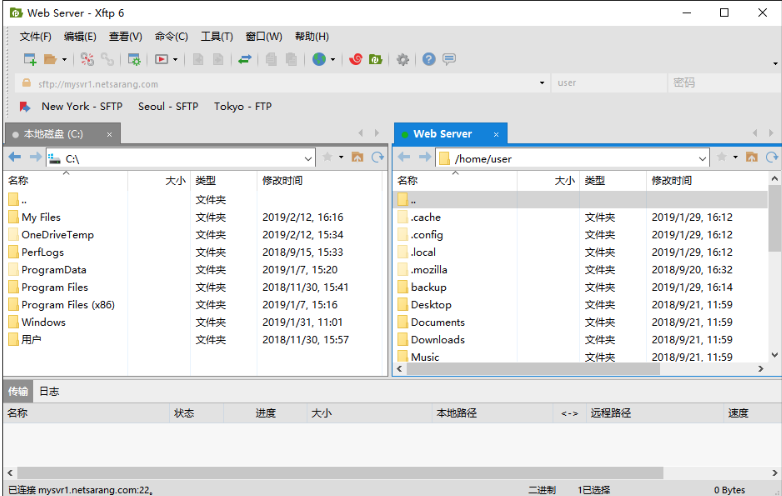 Web Server - Xftp 6
文件(F) 编辑(E) 查看(V) 命令(C) 工具(T) 窗口(W) 帮助(H)
sftp://mysvr1.netsarang.com user 密码
New York - SFTP Seoul - SFTP Tokyo - FTP
本地磁盘 (C:) × Web Server ×
C:\ /home/user
名称 大小 类型 修改时间 名称 大小 类型 修改时间
.. 文件夹 ..
My Files 文件夹 2019/2/12, 16:16 .cache 文件夹 2019/1/29, 16:12
OneDriveTemp 文件夹 2019/2/12, 15:34 .config 文件夹 2019/1/29, 16:12
PerfLogs 文件夹 2018/9/15, 15:33 .local 文件夹 2019/1/29, 16:12
ProgramData 文件夹 2019/1/7, 15:20 .mozilla 文件夹 2018/9/20, 16:32
Program Files 文件夹 2018/11/30, 15:41 backup 文件夹 2019/1/29, 16:14
Program Files (x86) 文件夹 2019/1/7, 15:16 Desktop 文件夹 2018/9/21, 11:59
Windows 文件夹 2019/1/31, 11:01 Documents 文件夹 2018/9/21, 11:59
用户 文件夹 2018/11/30, 15:57 Downloads 文件夹 2018/9/21, 11:59
Music 文件夹 2018/9/21, 11:59
传输 日志
名称 状态 进度 大小 本地路径 <-> 远程路径 速度
已连接 mysvr1.netsarang.com:22。 二进制 1已选择 0 Bytes